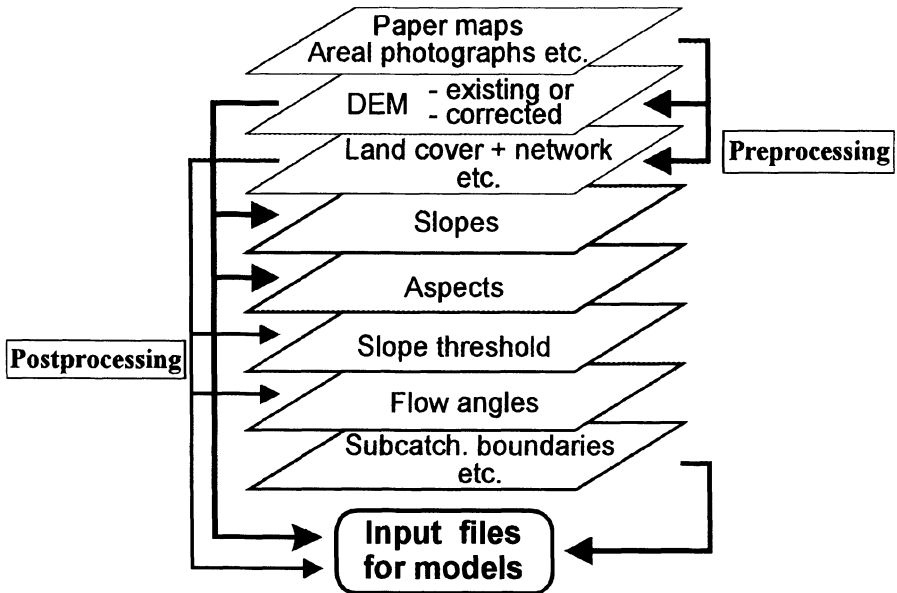 Paper maps
Areal photographs etc.
DEM - existing or
- corrected
Land cover + network
etc.
Preprocessing
Slopes
Aspects
Slope threshold
Postprocessing
Flow angles
Subcatch. boundaries
etc.
Input files
for models